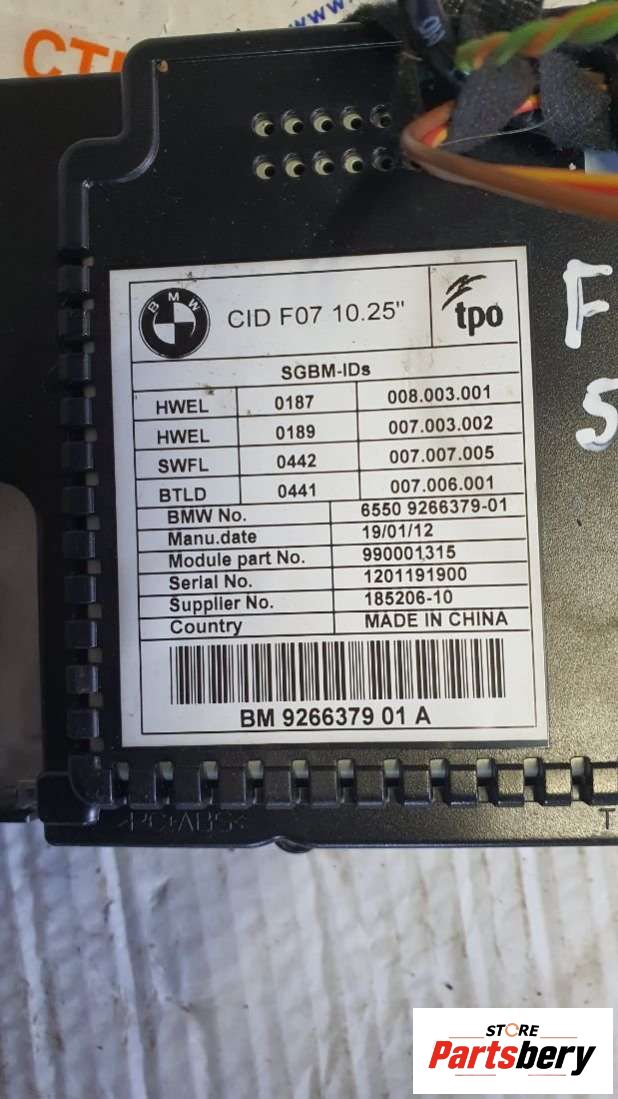 BMW CID F07 10.25" tpo
SGBM-IDs
HWEL 0187 008.003.001
HWEL 0189 007.003.002
SWFL 0442 007.007.005
BTLD 0441 007.006.001
BMW No. 6550 9266379-01
Manu.date 19/01/12
Module part No. 990001315
Serial No. 1201191900
Supplier No. 185206-10
Country MADE IN CHINA
BM 9266379 01 A
F
5
>PC+ABS<
T
STORE
Partsbery